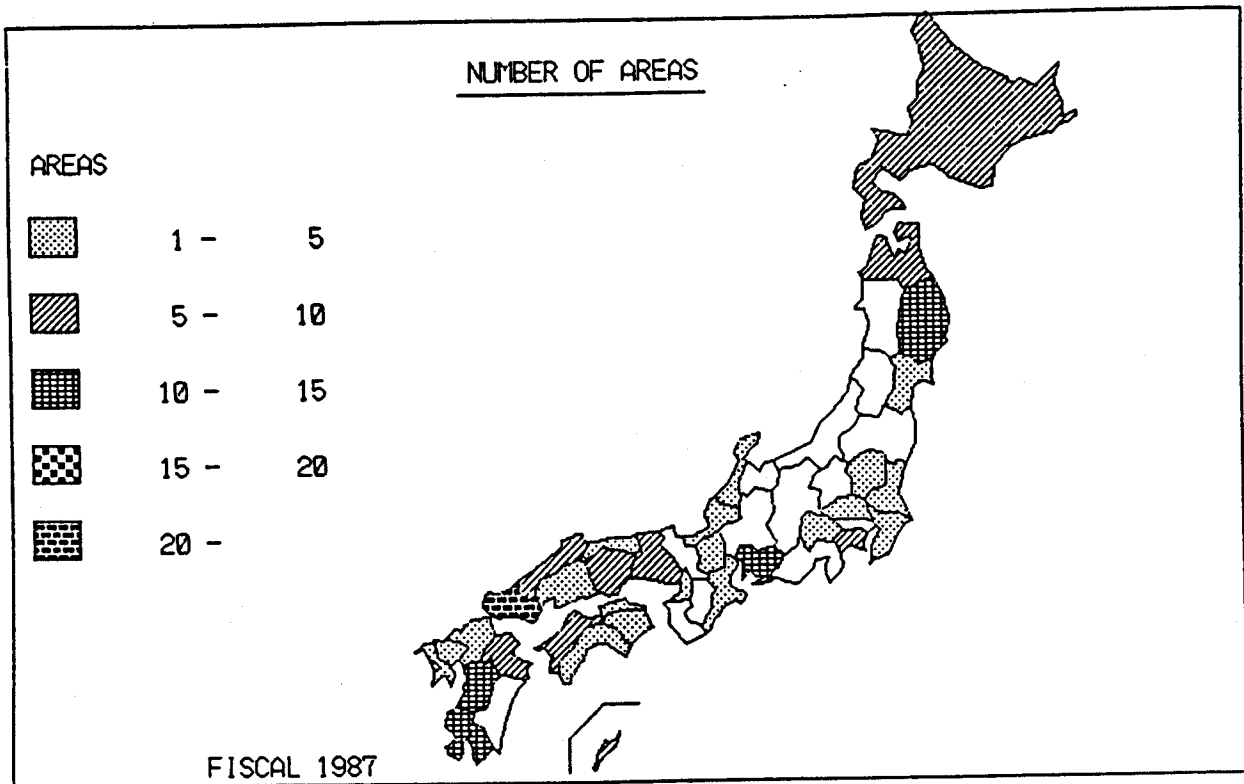 NUMBER OF AREAS
AREAS
1 - 5
5 - 10
10 - 15
15 - 20
20 -
FISCAL 1987